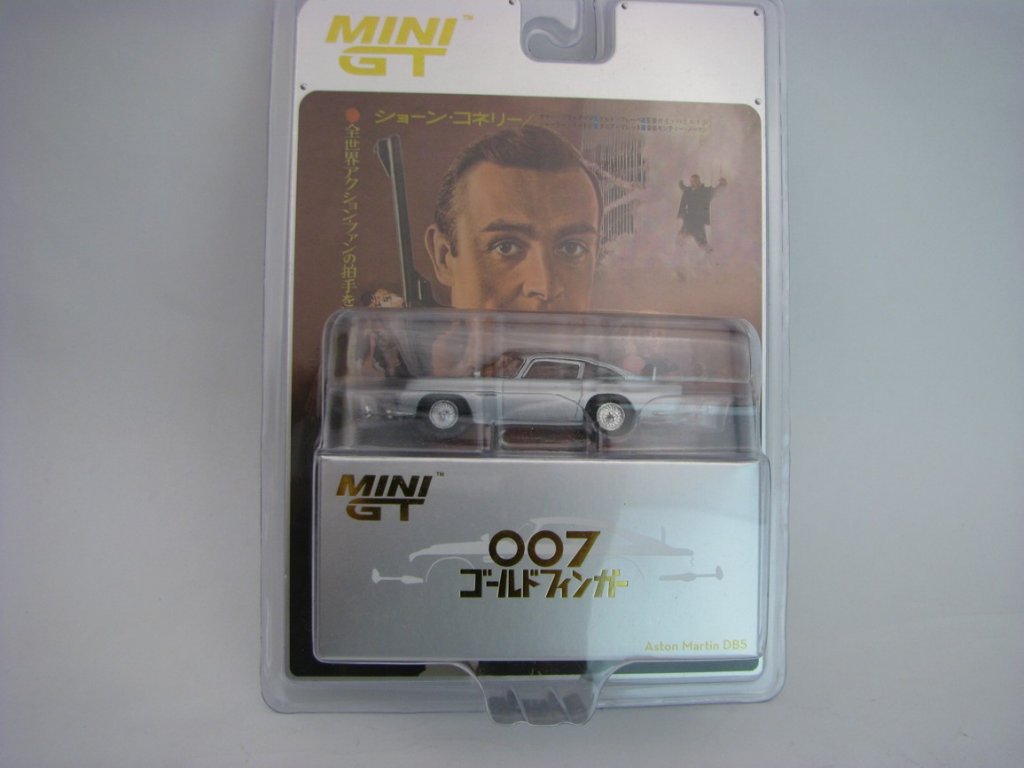 MINI GT™
ショーン・コネリー/
全世界アクション・ファンの拍手を
MINI GT™
007
ゴールドフィンガー
Aston Martin DB5